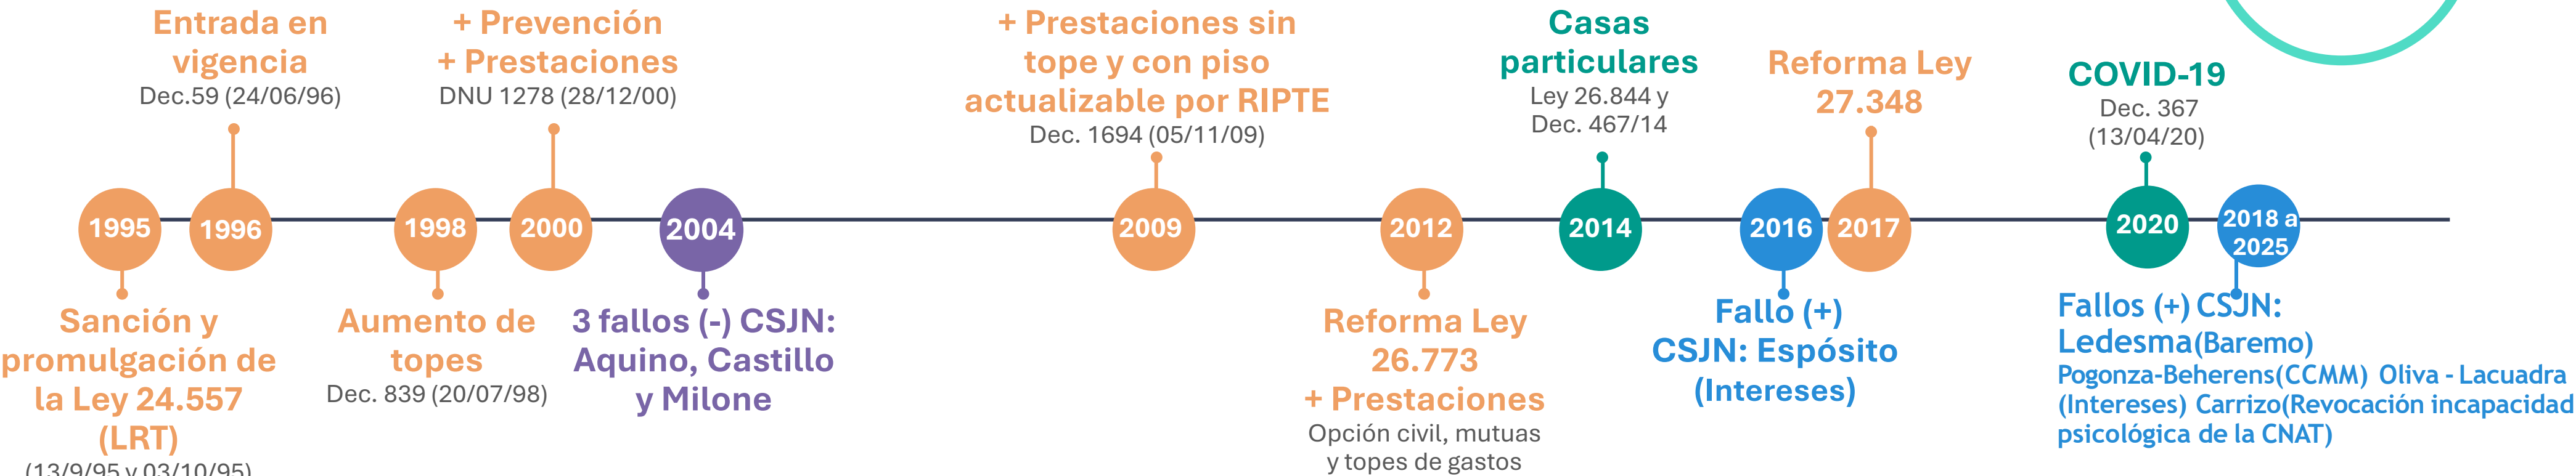 Entrada en
vigencia
Dec.59 (24/06/96)
+ Prevención
+ Prestaciones
DNU 1278 (28/12/00)
+ Prestaciones sin
tope y con piso
actualizable por RIPTE
Dec. 1694 (05/11/09)
Casas
particulares
Ley 26.844 y
Dec. 467/14
Reforma Ley
27.348
COVID-19
Dec. 367
(13/04/20)
1995
1996
1998
2000
2004
2009
2012
2014
2016
2017
2020
2018 a
2025
Sanción y
promulgación de
la Ley 24.557
(LRT)
(13/9/95 y 03/10/95)
Aumento de
topes
Dec. 839 (20/07/98)
3 fallos (-) CSJN:
Aquino, Castillo
y Milone
Reforma Ley
26.773
+ Prestaciones
Opción civil, mutuas
y topes de gastos
Fallo (+)
CSJN: Espósito
(Intereses)
Fallos (+) CSJN:
Ledesma(Baremo)
Pogonza-Beherens(CCMM) Oliva - Lacuadra
(Intereses) Carrizo(Revocación incapacidad
psicológica de la CNAT)